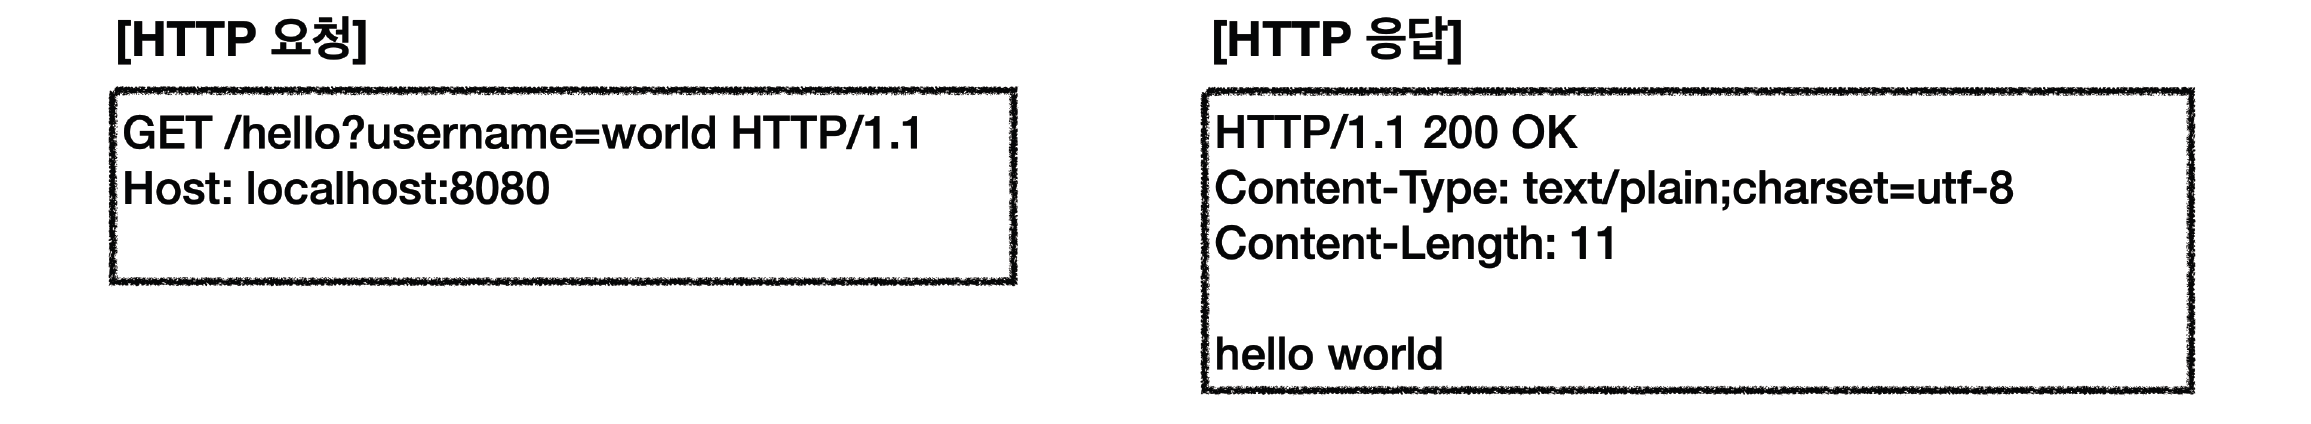 [HTTP 요청]
GET /hello?username=world HTTP/1.1
Host: localhost:8080
[HTTP 응답]
HTTP/1.1 200 OK
Content-Type: text/plain;charset=utf-8
Content-Length: 11
hello world